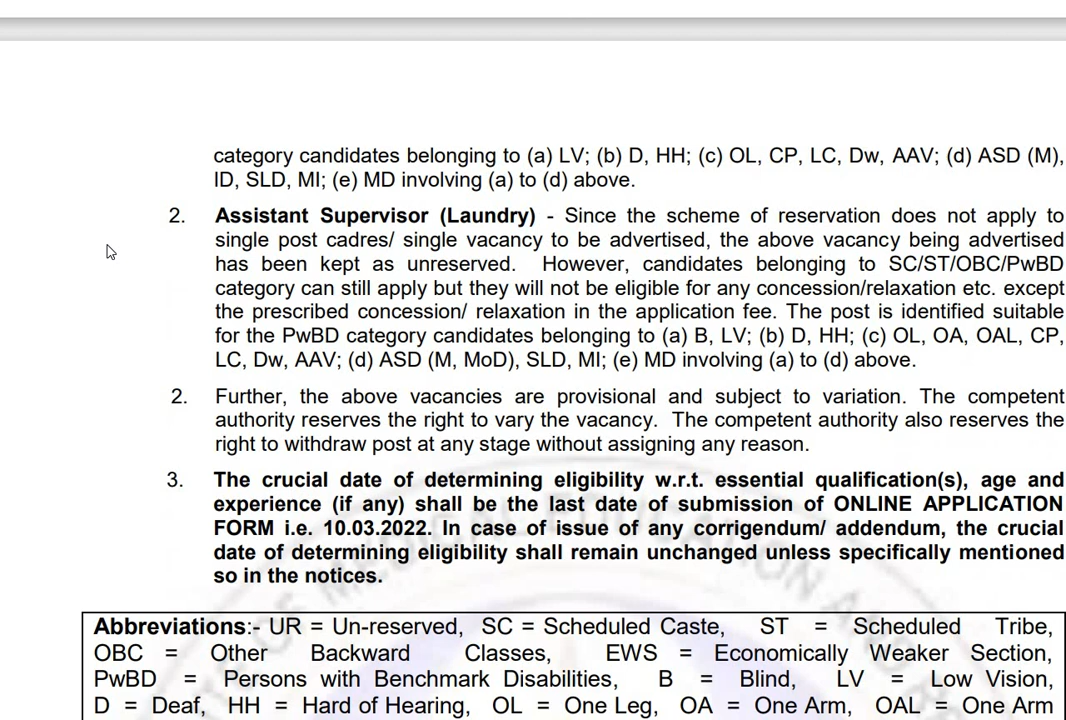 category candidates belonging to (a) LV; (b) D, HH; (c) OL, CP, LC, Dw, AAV; (d) ASD (M),
ID, SLD, MI; (e) MD involving (a) to (d) above.
2. Assistant Supervisor (Laundry) - Since the scheme of reservation does not apply to
single post cadres/ single vacancy to be advertised, the above vacancy being advertised
has been kept as unreserved. However, candidates belonging to SC/ST/OBC/PwBD
category can still apply but they will not be eligible for any concession/relaxation etc. except
the prescribed concession/ relaxation in the application fee. The post is identified suitable
for the PwBD category candidates belonging to (a) B, LV; (b) D, HH; (c) OL, OA, OAL, CP,
LC, Dw, AAV; (d) ASD (M, MoD), SLD, MI; (e) MD involving (a) to (d) above.
2. Further, the above vacancies are provisional and subject to variation. The competent
authority reserves the right to vary the vacancy. The competent authority also reserves the
right to withdraw post at any stage without assigning any reason.
3. The crucial date of determining eligibility w.r.t. essential qualification(s), age and
experience (if any) shall be the last date of submission of ONLINE APPLICATION
FORM i.e. 10.03.2022. In case of issue of any corrigendum/ addendum, the crucial
date of determining eligibility shall remain unchanged unless specifically mentioned
so in the notices.
OF MEDICAL EDUCATION AND
Abbreviations:- UR = Un-reserved, SC = Scheduled Caste, ST = Scheduled Tribe,
OBC = Other Backward Classes, EWS = Economically Weaker Section,
PwBD = Persons with Benchmark Disabilities, B = Blind, LV = Low Vision,
D = Deaf, HH = Hard of Hearing, OL = One Leg, OA = One Arm, OAL = One Arm